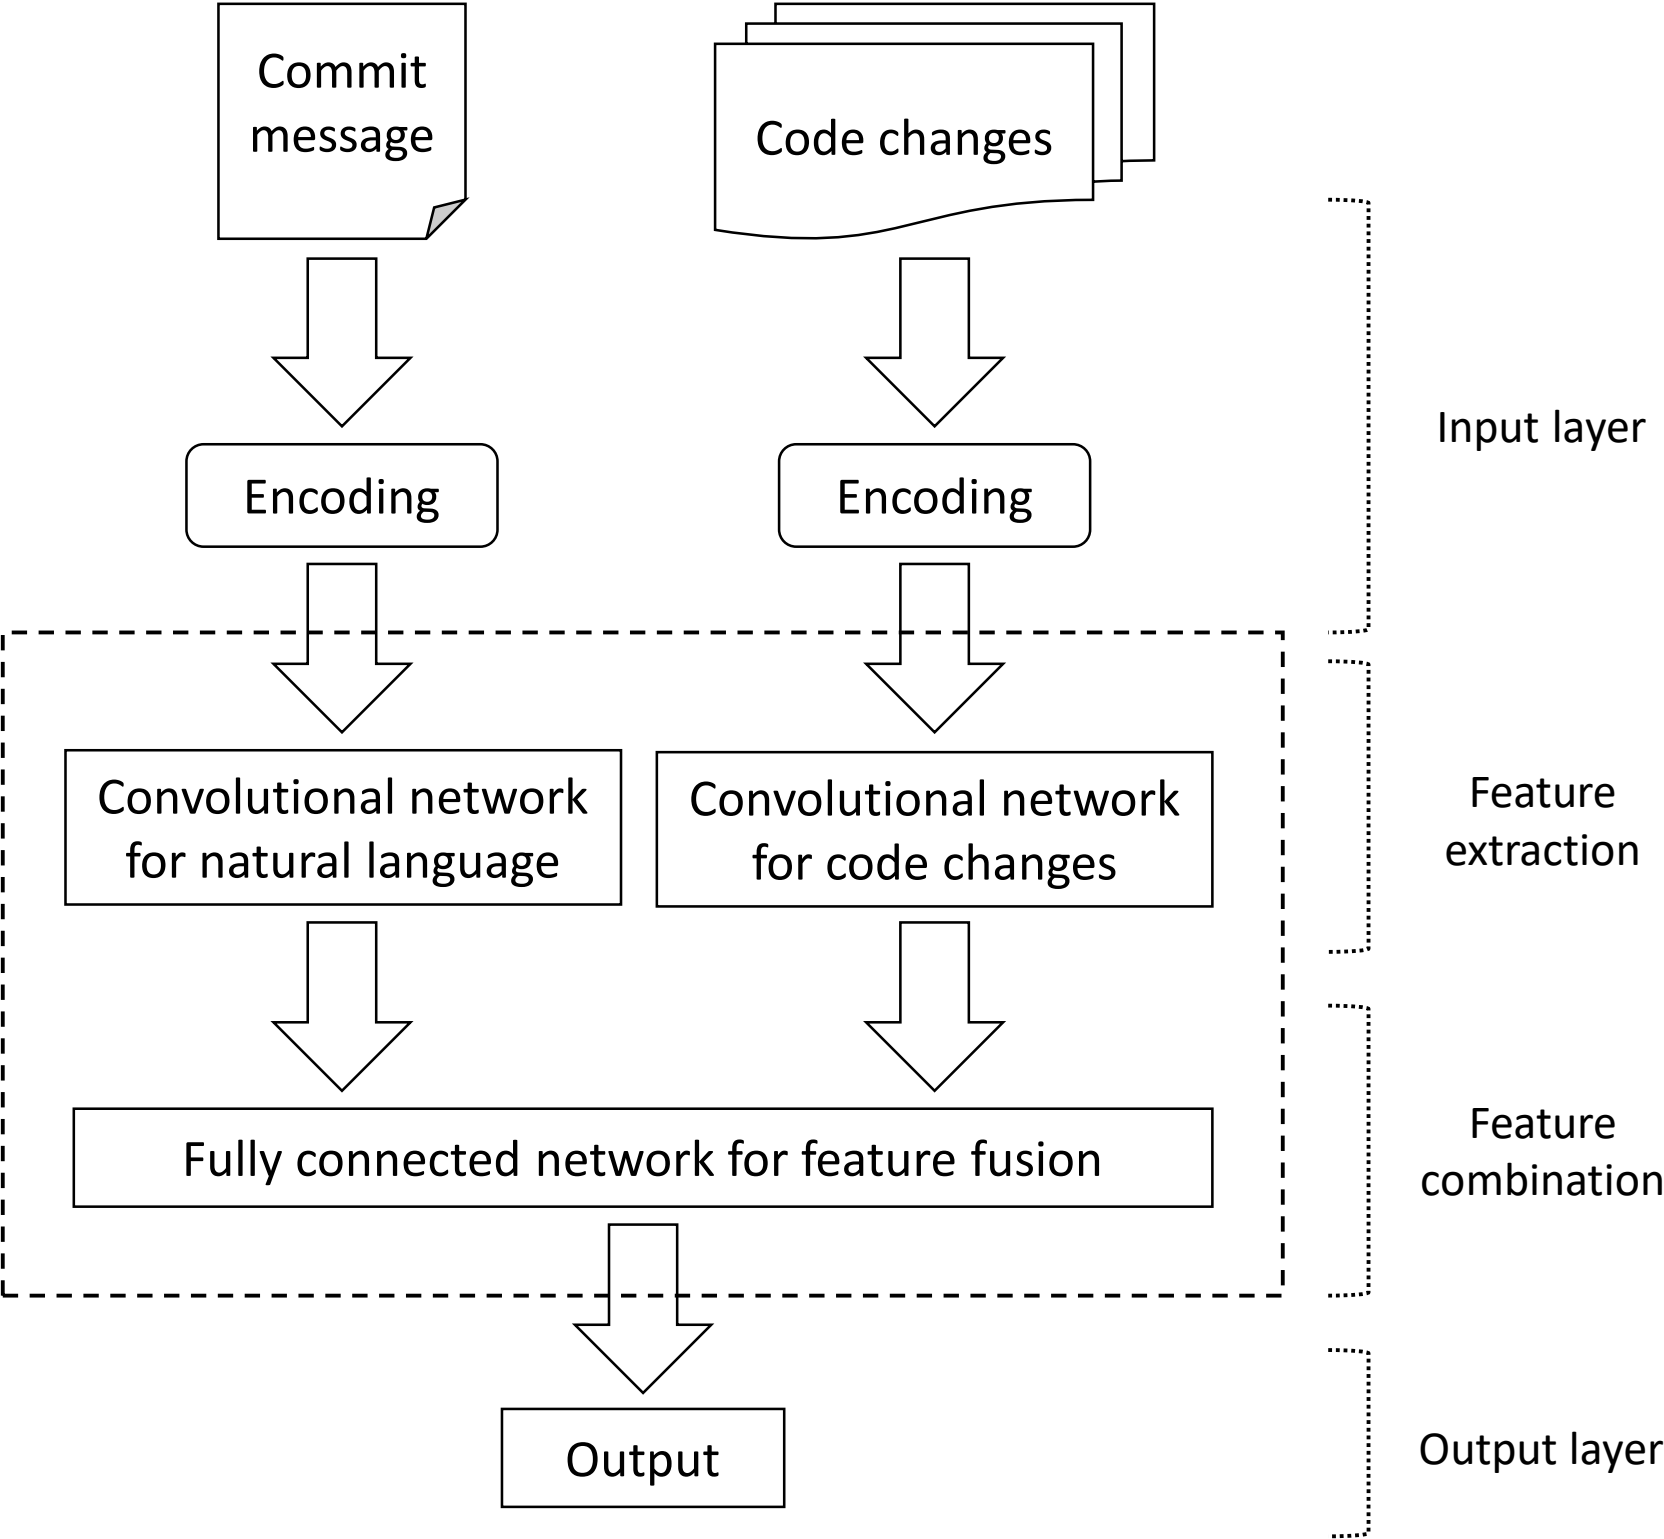 Commit
message
Code changes
Input layer
Encoding
Encoding
Convolutional network
for natural language
Convolutional network
for code changes
Feature
extraction
Fully connected network for feature fusion
Feature
combination
Output
Output layer